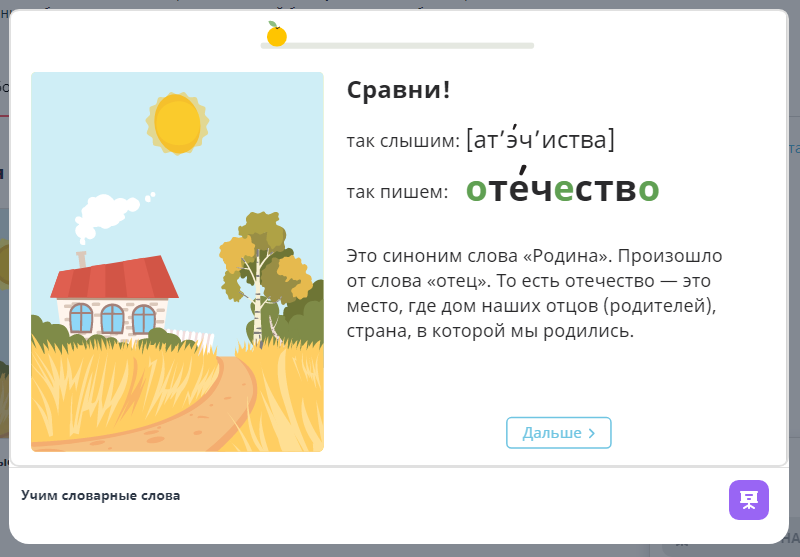 Сравни!
так слышим: [ат′э́ч′иства]
так пишем: оте́чество
Это синоним слова «Родина». Произошло
от слова «отец». То есть отечество — это
место, где дом наших отцов (родителей),
страна, в которой мы родились.
Дальше
Учим словарные слова